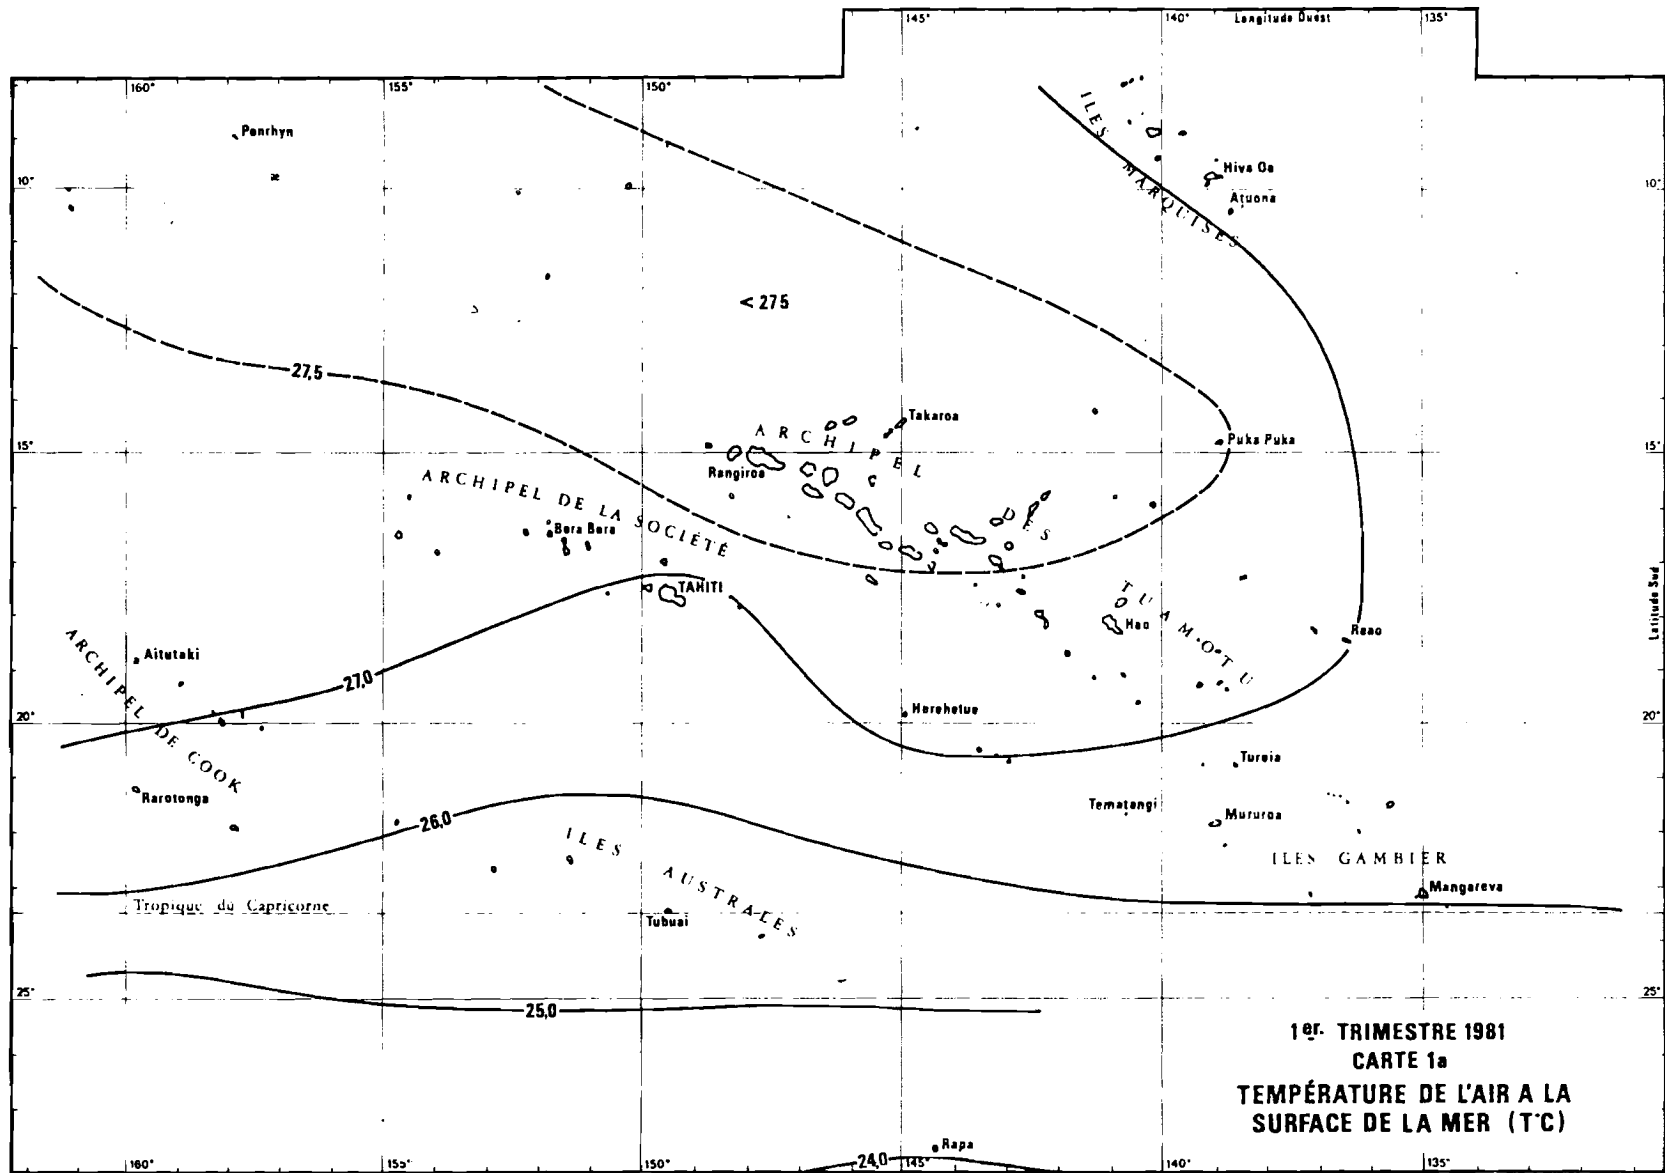 145° 140° Longitude Ouest 135°
160° 155° 150°
Penrhyn
ILES MARQUISES
Hiva Oa
10° 10°
Atuona
< 275
27,5
Takaroa
ARCHIPEL DES TUAMOTU
Puka Puka
15° 15°
Rangiroa
ARCHIPEL DE LA SOCIÉTÉ
Bora Bora
TAHITI
Latitude Sud
Hao
Reao
ARCHIPEL DE COOK
Aitutaki
27,0
Herehetue
20° 20°
Tureia
Rarotonga
Tematangi
Mururoa
26,0
ILES AUSTRALES
ILES GAMBIER
Mangareva
Tropique du Capricorne
Tubuai
25° 25°
25,0
1er. TRIMESTRE 1981
CARTE 1a
TEMPÉRATURE DE L'AIR A LA
SURFACE DE LA MER (T°C)
Rapa
160° 155° 150° 24,0 145° 140° 135°